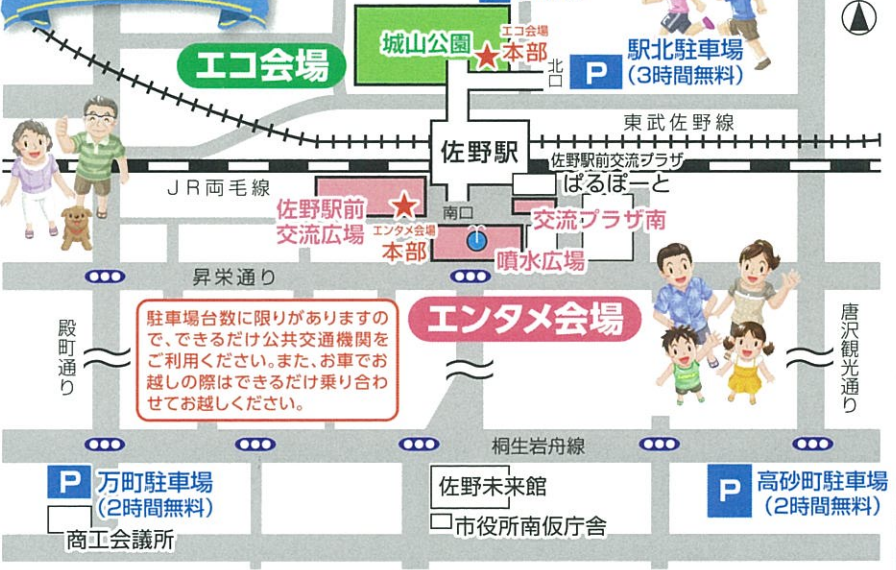 城山公園
エコ会場
本部
エコ会場
北口
P
駅北駐車場
(3時間無料)
東武佐野線
佐野駅
佐野駅前交流プラザ
ぱるぽーと
JR両毛線
佐野駅前
交流広場
エンタメ会場
本部
南口
交流プラザ南
噴水広場
昇栄通り
エンタメ会場
駐車場台数に限りがありますの
で、できるだけ公共交通機関を
ご利用ください。また、お車でお
越しの際はできるだけ乗り合わ
せてお越しください。
殿町通り
唐沢観光通り
桐生岩舟線
P
万町駐車場
(2時間無料)
商工会議所
佐野未来館
市役所南仮庁舎
P
高砂町駐車場
(2時間無料)